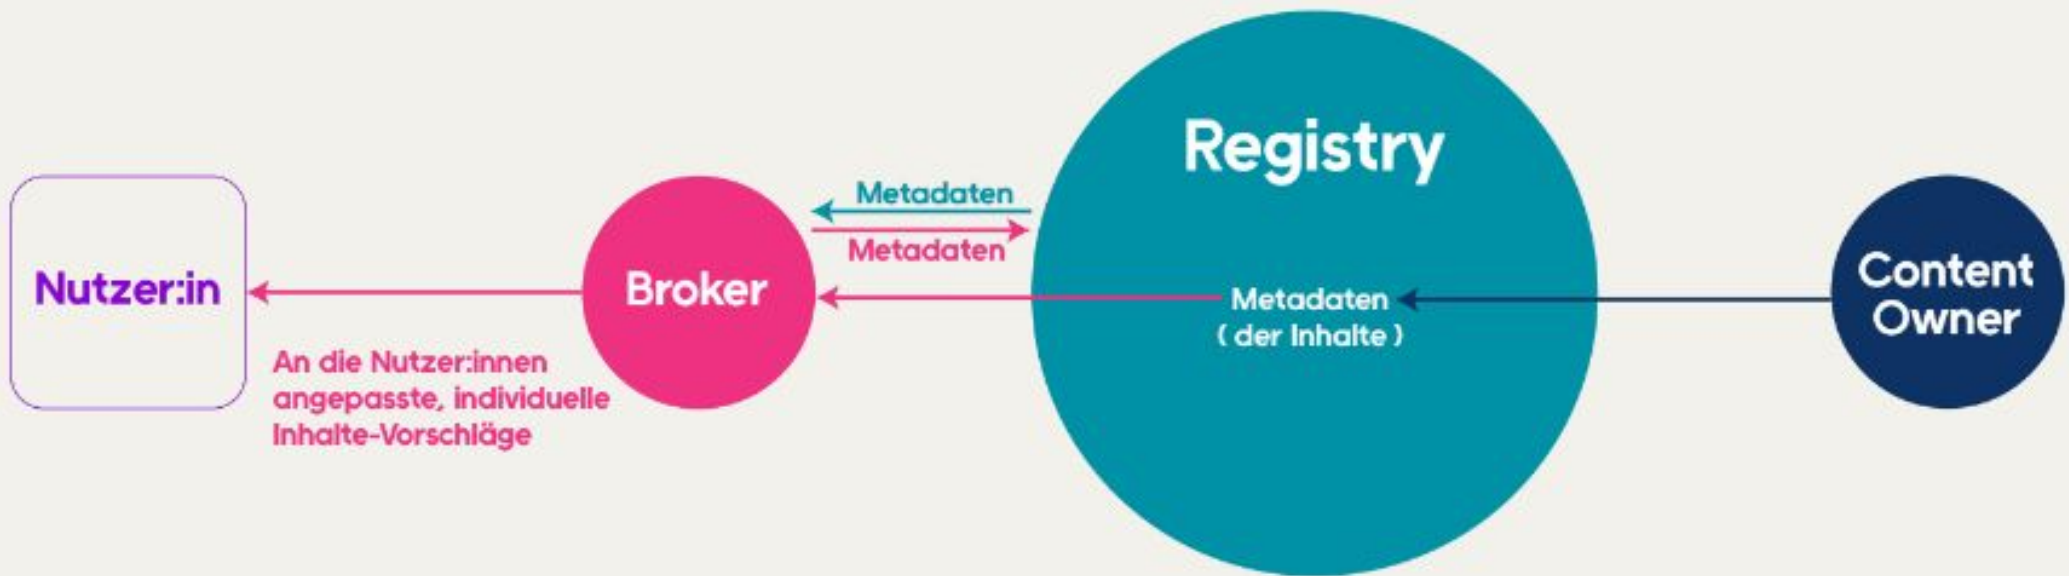 Nutzer:in
An die Nutzer:innen
angepasste, individuelle
Inhalte-Vorschläge
Broker
Metadaten
Metadaten
Registry
Metadaten
( der Inhalte )
Content
Owner